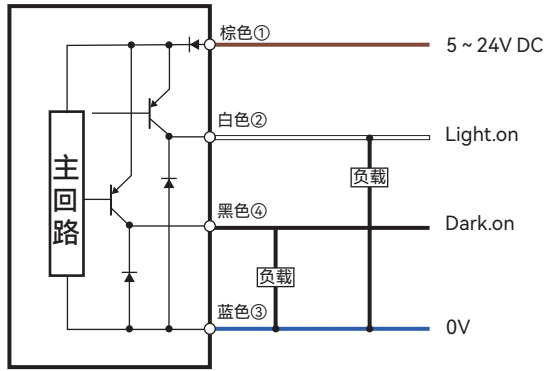 棕色① 5 ~ 24V DC
白色② Light.on
负载
主回路
黑色④ Dark.on
负载
蓝色③ 0V